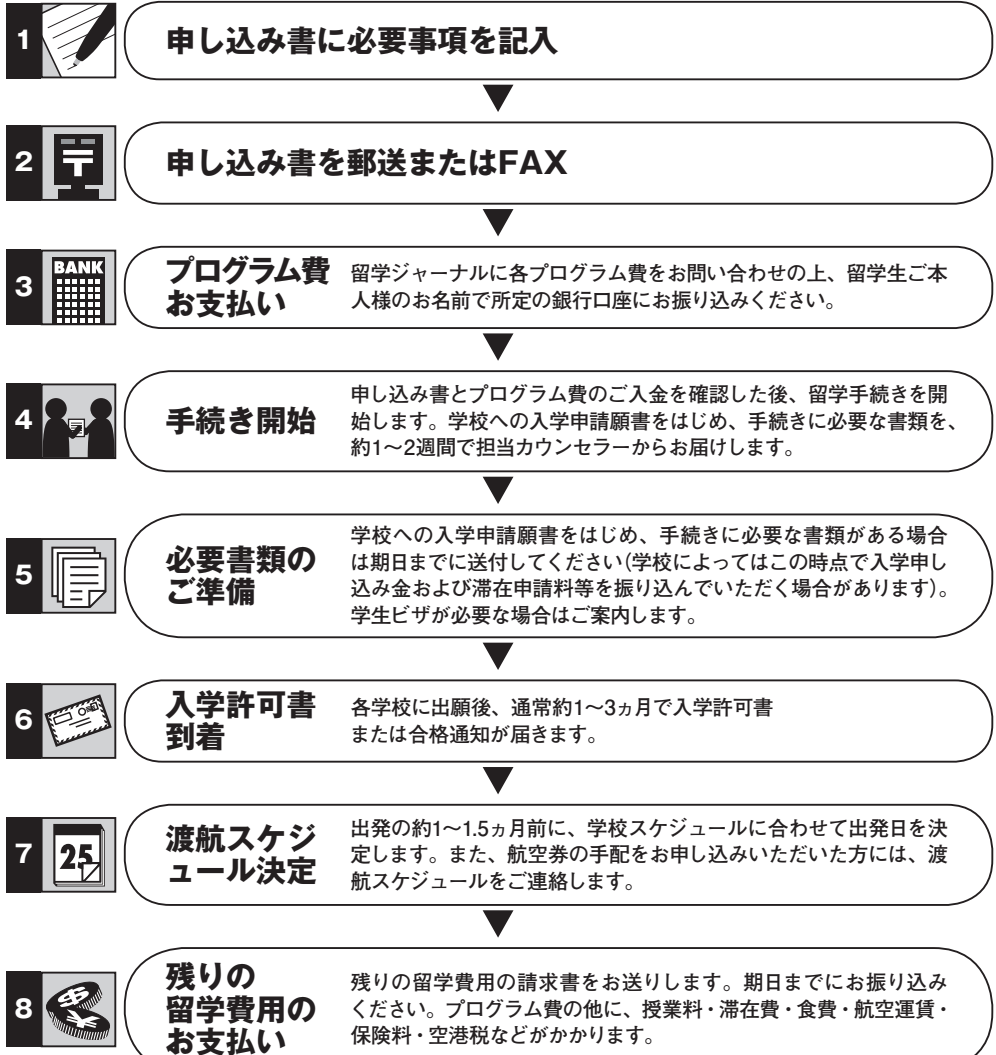 1
申し込み書に必要事項を記入
2
〒
申し込み書を郵送またはFAX
3
BANK
プログラム費
お支払い
留学ジャーナルに各プログラム費をお問い合わせの上、留学生ご本
人様のお名前で所定の銀行口座にお振り込みください。
4
手続き開始
申し込み書とプログラム費のご入金を確認した後、留学手続きを開
始します。学校への入学申請願書をはじめ、手続きに必要な書類を、
約1〜2週間で担当カウンセラーからお届けします。
5
必要書類の
ご準備
学校への入学申請願書をはじめ、手続きに必要な書類がある場合
は期日までに送付してください(学校によってはこの時点で入学申し
込み金および滞在申請料等を振り込んでいただく場合があります)。
学生ビザが必要な場合はご案内します。
6
入学許可書
到着
各学校に出願後、通常約1〜3ヵ月で入学許可書
または合格通知が届きます。
7
25
渡航スケジ
ュール決定
出発の約1〜1.5ヵ月前に、学校スケジュールに合わせて出発日を決
定します。また、航空券の手配をお申し込みいただいた方には、渡
航スケジュールをご連絡します。
8
$
¥
残りの
留学費用の
お支払い
残りの留学費用の請求書をお送りします。期日までにお振り込み
ください。プログラム費の他に、授業料・滞在費・食費・航空運賃・
保険料・空港税などがかかります。